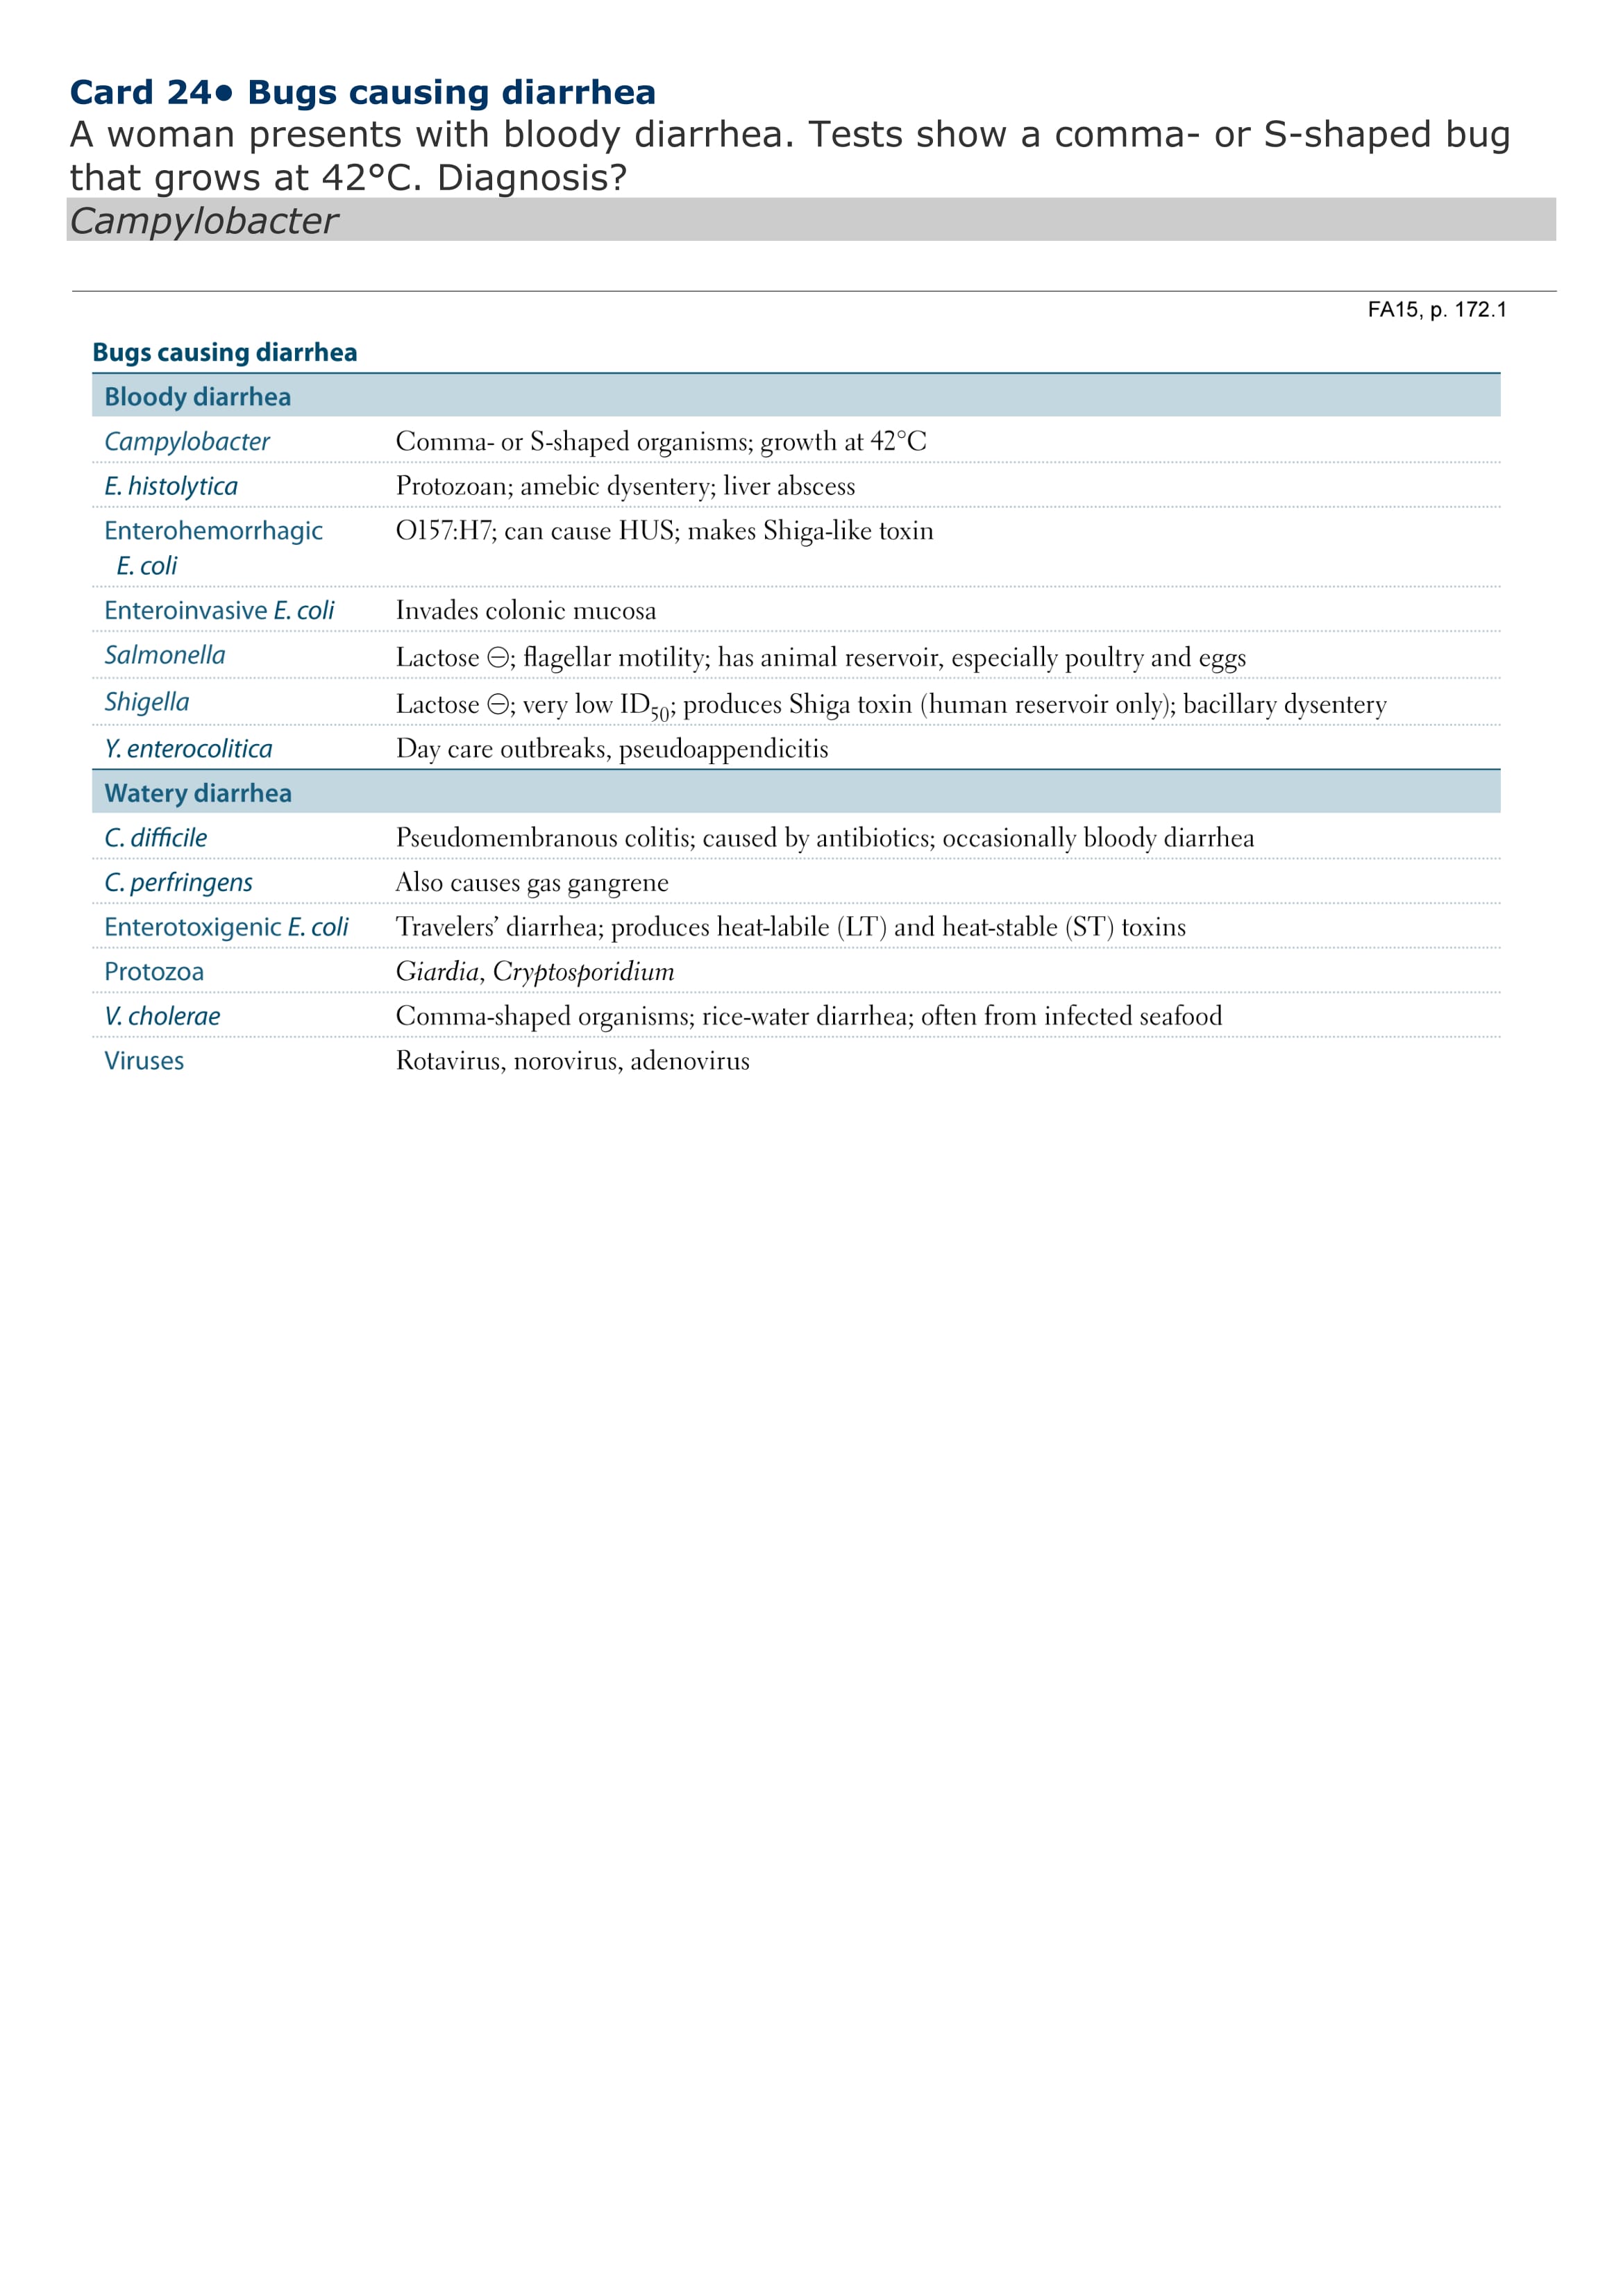 Card 24● Bugs causing diarrhea
A woman presents with bloody diarrhea. Tests show a comma- or S-shaped bug
that grows at 42°C. Diagnosis?
Campylobacter
FA15, p. 172.1
Bugs causing diarrhea
Bloody diarrhea
Campylobacter Comma- or S-shaped organisms; growth at 42°C
E. histolytica Protozoan; amebic dysentery; liver abscess
Enterohemorrhagic O157:H7; can cause HUS; makes Shiga-like toxin
E. coli
Enteroinvasive E. coli Invades colonic mucosa
Salmonella Lactose ⊖; flagellar motility; has animal reservoir, especially poultry and eggs
Shigella Lactose ⊖; very low ID50; produces Shiga toxin (human reservoir only); bacillary dysentery
Y. enterocolitica Day care outbreaks, pseudoappendicitis
Watery diarrhea
C. difficile Pseudomembranous colitis; caused by antibiotics; occasionally bloody diarrhea
C. perfringens Also causes gas gangrene
Enterotoxigenic E. coli Travelers’ diarrhea; produces heat-labile (LT) and heat-stable (ST) toxins
Protozoa Giardia, Cryptosporidium
V. cholerae Comma-shaped organisms; rice-water diarrhea; often from infected seafood
Viruses Rotavirus, norovirus, adenovirus